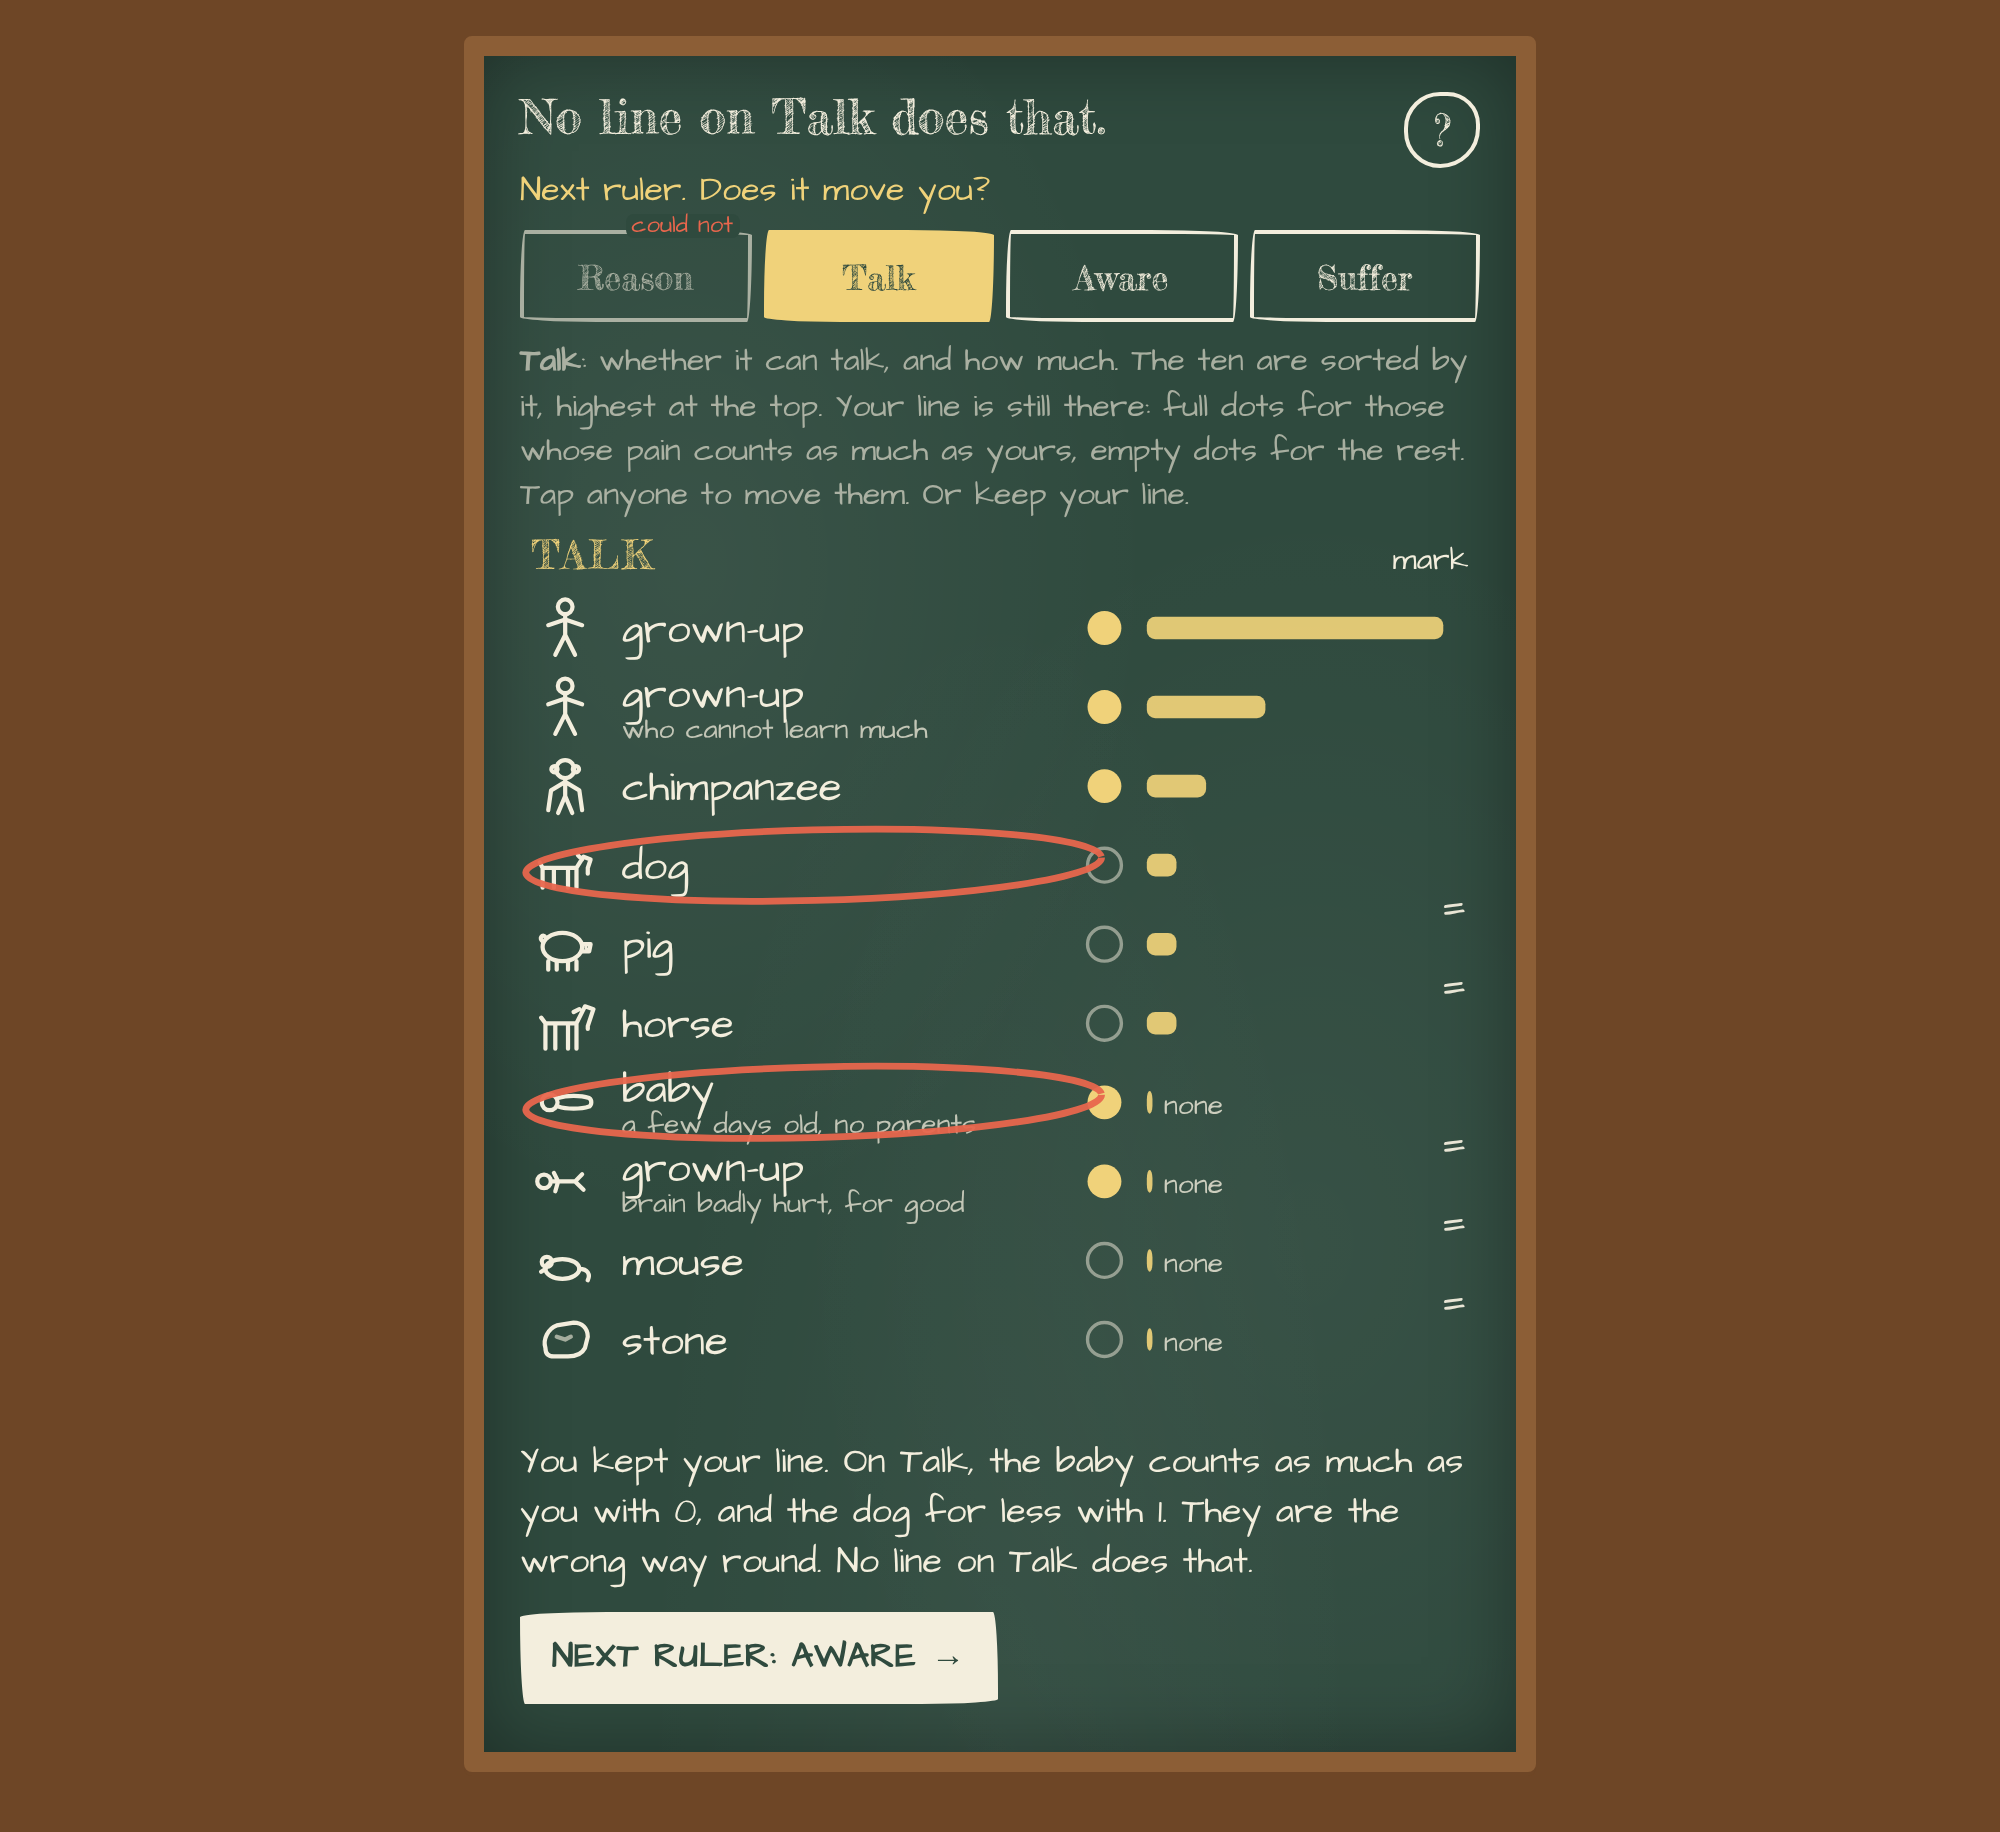 No line on Talk does that.
?
Next ruler. Does it move you?
could not
Reason
Talk
Aware
Suffer
Talk: whether it can talk, and how much. The ten are sorted by
it, highest at the top. Your line is still there: full dots for those
whose pain counts as much as yours, empty dots for the rest.
Tap anyone to move them. Or keep your line.
TALK
mark
grown-up
grown-up
who cannot learn much
chimpanzee
dog
=
pig
=
horse
baby
none
a few days old, no parents
=
grown-up
none
brain badly hurt, for good
=
mouse
none
=
stone
none
You kept your line. On Talk, the baby counts as much as
you with 0, and the dog for less with 1. They are the
wrong way round. No line on Talk does that.
NEXT RULER: AWARE →